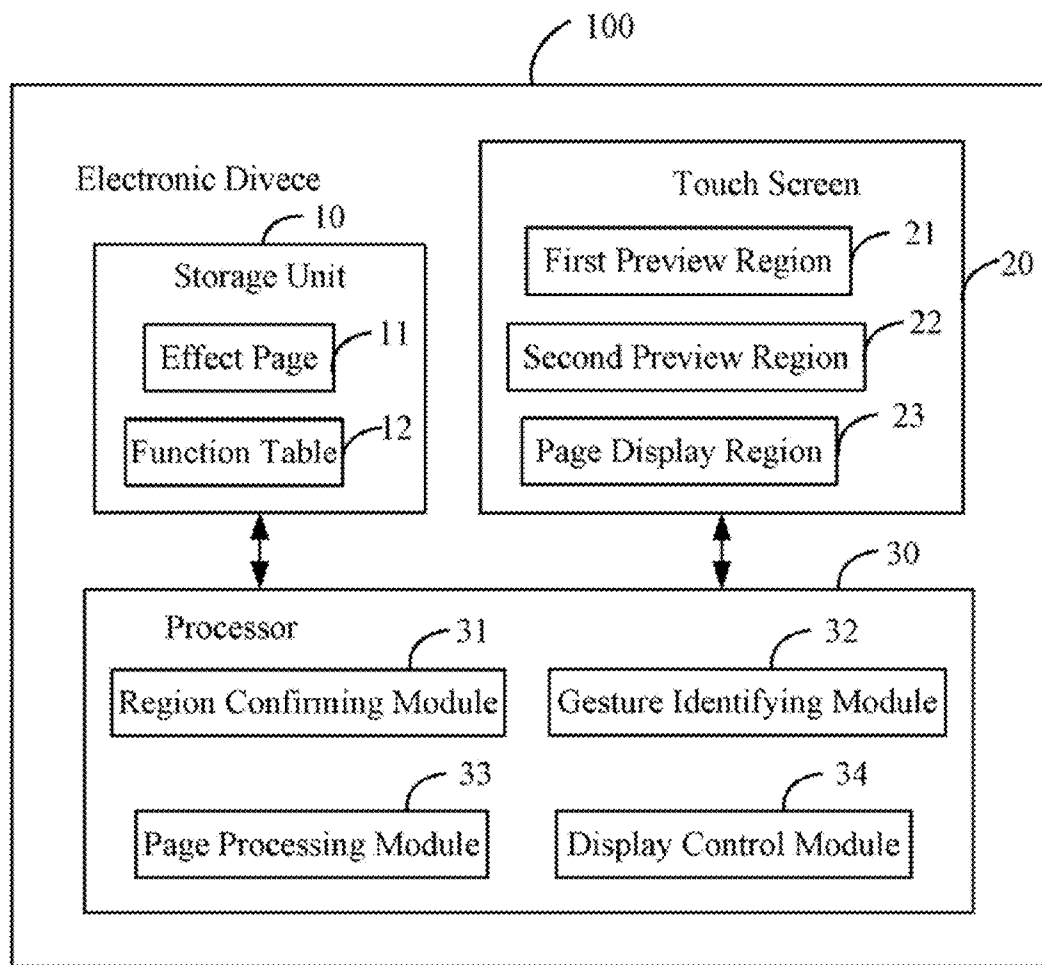 100
Electronic Divece
10
Storage Unit
Effect Page
11
Function Table
12
Touch Screen
First Preview Region
21
20
Second Preview Region
22
Page Display Region
23
30
Processor
31
Region Confirming Module
32
Gesture Identifying Module
33
Page Processing Module
34
Display Control Module